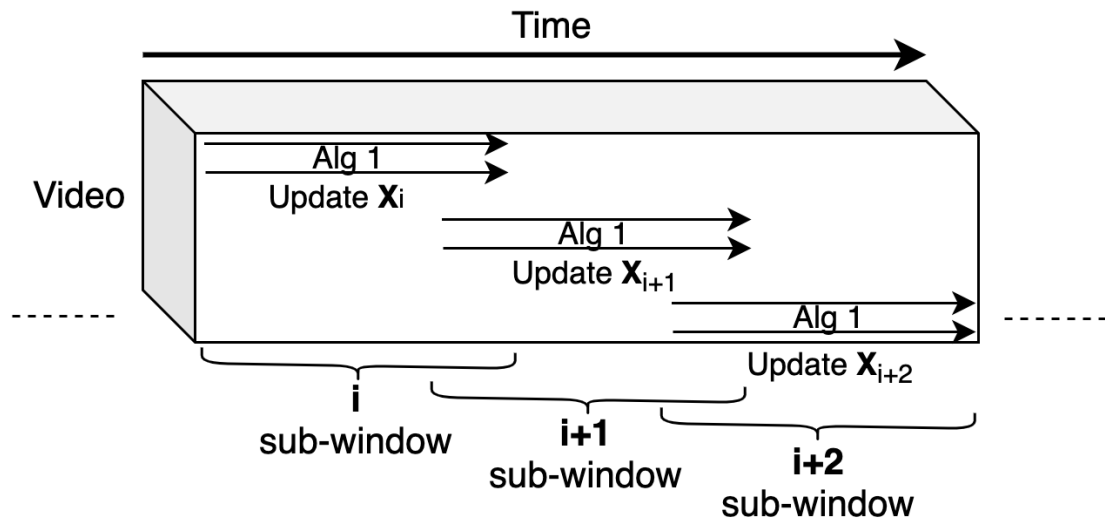 Time
Video
Alg 1
Update Xi
Alg 1
Update Xi+1
Alg 1
Update Xi+2
i
sub-window
i+1
sub-window
i+2
sub-window